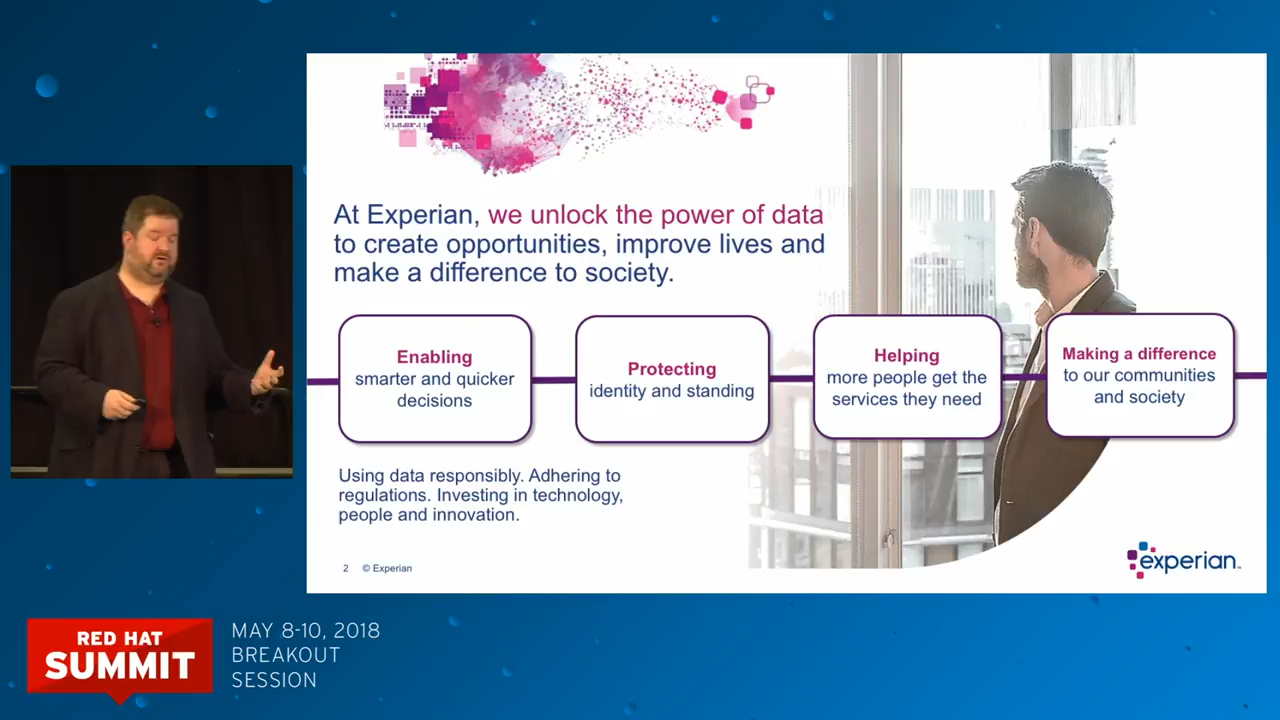 At Experian, we unlock the power of data
to create opportunities, improve lives and
make a difference to society.
Enabling
smarter and quicker
decisions
Protecting
identity and standing
Helping
more people get the
services they need
Making a difference
to our communities
and society
Using data responsibly. Adhering to
regulations. Investing in technology,
people and innovation.
2 © Experian
experian™
RED HAT
SUMMIT
MAY 8-10, 2018
BREAKOUT
SESSION